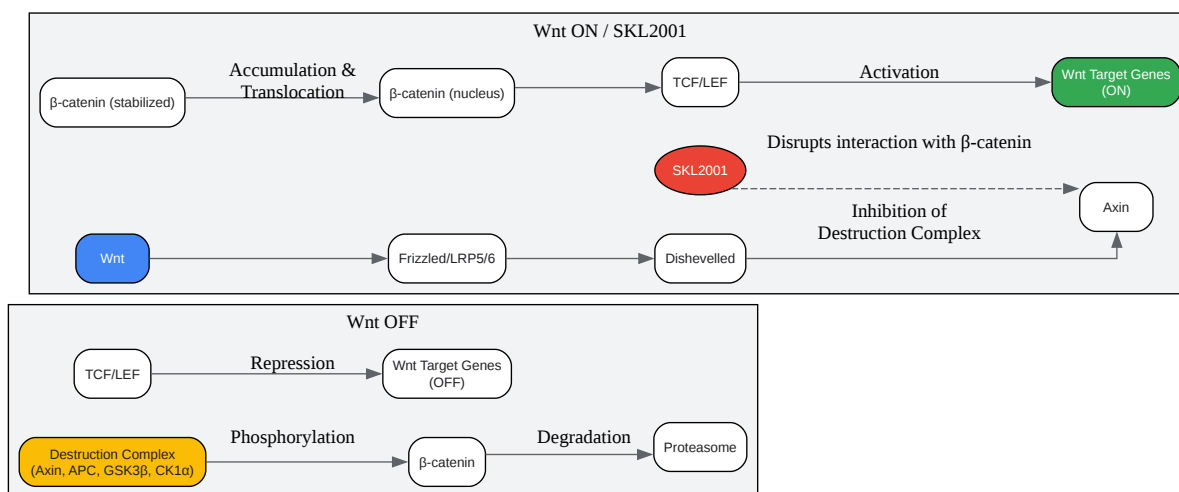 Wnt ON / SKL2001
Accumulation &
Translocation
Activation
β-catenin (stabilized)
β-catenin (nucleus)
TCF/LEF
Wnt Target Genes
(ON)
Disrupts interaction with β-catenin
SKL2001
Axin
Inhibition of
Destruction Complex
Wnt
Frizzled/LRP5/6
Dishevelled
Wnt OFF
TCF/LEF
Repression
Wnt Target Genes
(OFF)
Destruction Complex
(Axin, APC, GSK3β, CK1α)
Phosphorylation
β-catenin
Degradation
Proteasome